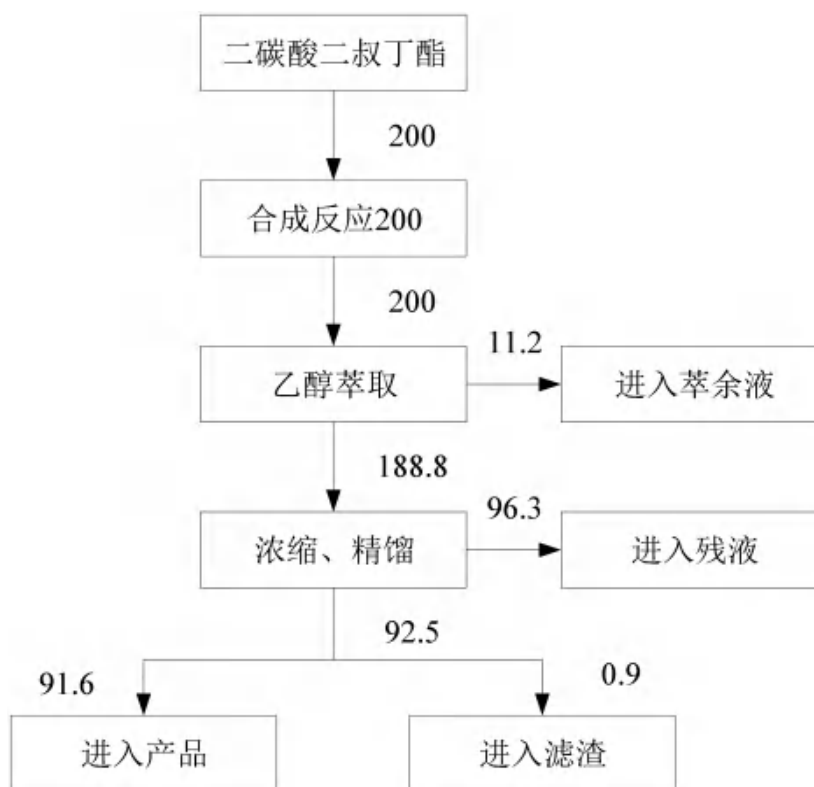 二碳酸二叔丁酯
200
合成反应200
200
11.2
乙醇萃取
进入萃余液
188.8
96.3
浓缩、精馏
进入残液
92.5
91.6
0.9
进入产品
进入滤渣